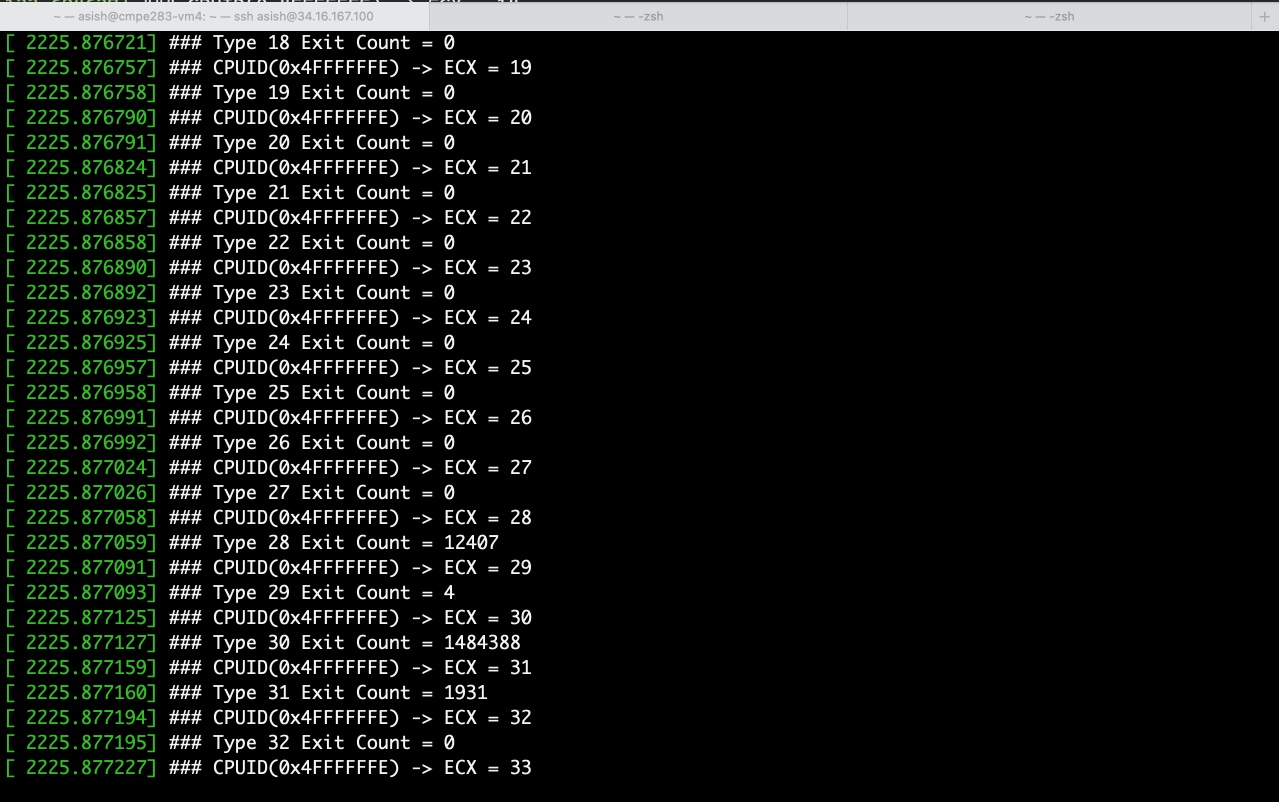 ~ — asish@cmpe283-vm4: ~ — ssh asish@34.16.167.100
~ — -zsh
~ — -zsh
+
[ 2225.876721] ### Type 18 Exit Count = 0
[ 2225.876757] ### CPUID(0x4FFFFFFE) -> ECX = 19
[ 2225.876758] ### Type 19 Exit Count = 0
[ 2225.876790] ### CPUID(0x4FFFFFFE) -> ECX = 20
[ 2225.876791] ### Type 20 Exit Count = 0
[ 2225.876824] ### CPUID(0x4FFFFFFE) -> ECX = 21
[ 2225.876825] ### Type 21 Exit Count = 0
[ 2225.876857] ### CPUID(0x4FFFFFFE) -> ECX = 22
[ 2225.876858] ### Type 22 Exit Count = 0
[ 2225.876890] ### CPUID(0x4FFFFFFE) -> ECX = 23
[ 2225.876892] ### Type 23 Exit Count = 0
[ 2225.876923] ### CPUID(0x4FFFFFFE) -> ECX = 24
[ 2225.876925] ### Type 24 Exit Count = 0
[ 2225.876957] ### CPUID(0x4FFFFFFE) -> ECX = 25
[ 2225.876958] ### Type 25 Exit Count = 0
[ 2225.876991] ### CPUID(0x4FFFFFFE) -> ECX = 26
[ 2225.876992] ### Type 26 Exit Count = 0
[ 2225.877024] ### CPUID(0x4FFFFFFE) -> ECX = 27
[ 2225.877026] ### Type 27 Exit Count = 0
[ 2225.877058] ### CPUID(0x4FFFFFFE) -> ECX = 28
[ 2225.877059] ### Type 28 Exit Count = 12407
[ 2225.877091] ### CPUID(0x4FFFFFFE) -> ECX = 29
[ 2225.877093] ### Type 29 Exit Count = 4
[ 2225.877125] ### CPUID(0x4FFFFFFE) -> ECX = 30
[ 2225.877127] ### Type 30 Exit Count = 1484388
[ 2225.877159] ### CPUID(0x4FFFFFFE) -> ECX = 31
[ 2225.877160] ### Type 31 Exit Count = 1931
[ 2225.877194] ### CPUID(0x4FFFFFFE) -> ECX = 32
[ 2225.877195] ### Type 32 Exit Count = 0
[ 2225.877227] ### CPUID(0x4FFFFFFE) -> ECX = 33